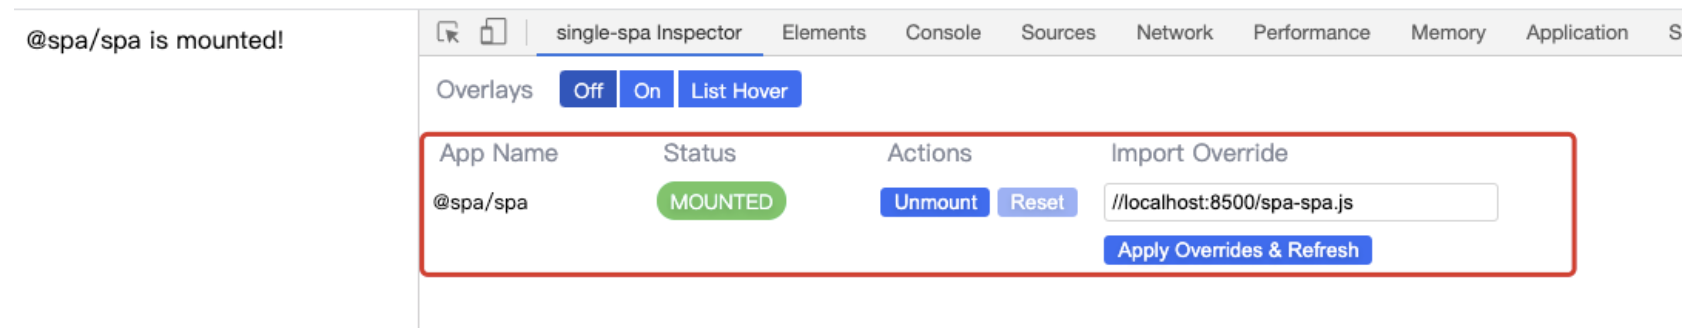 @spa/spa is mounted!
single-spa Inspector Elements Console Sources Network Performance Memory Application S
Overlays Off On List Hover
App Name Status Actions Import Override
@spa/spa MOUNTED Unmount Reset //localhost:8500/spa-spa.js
Apply Overrides & Refresh